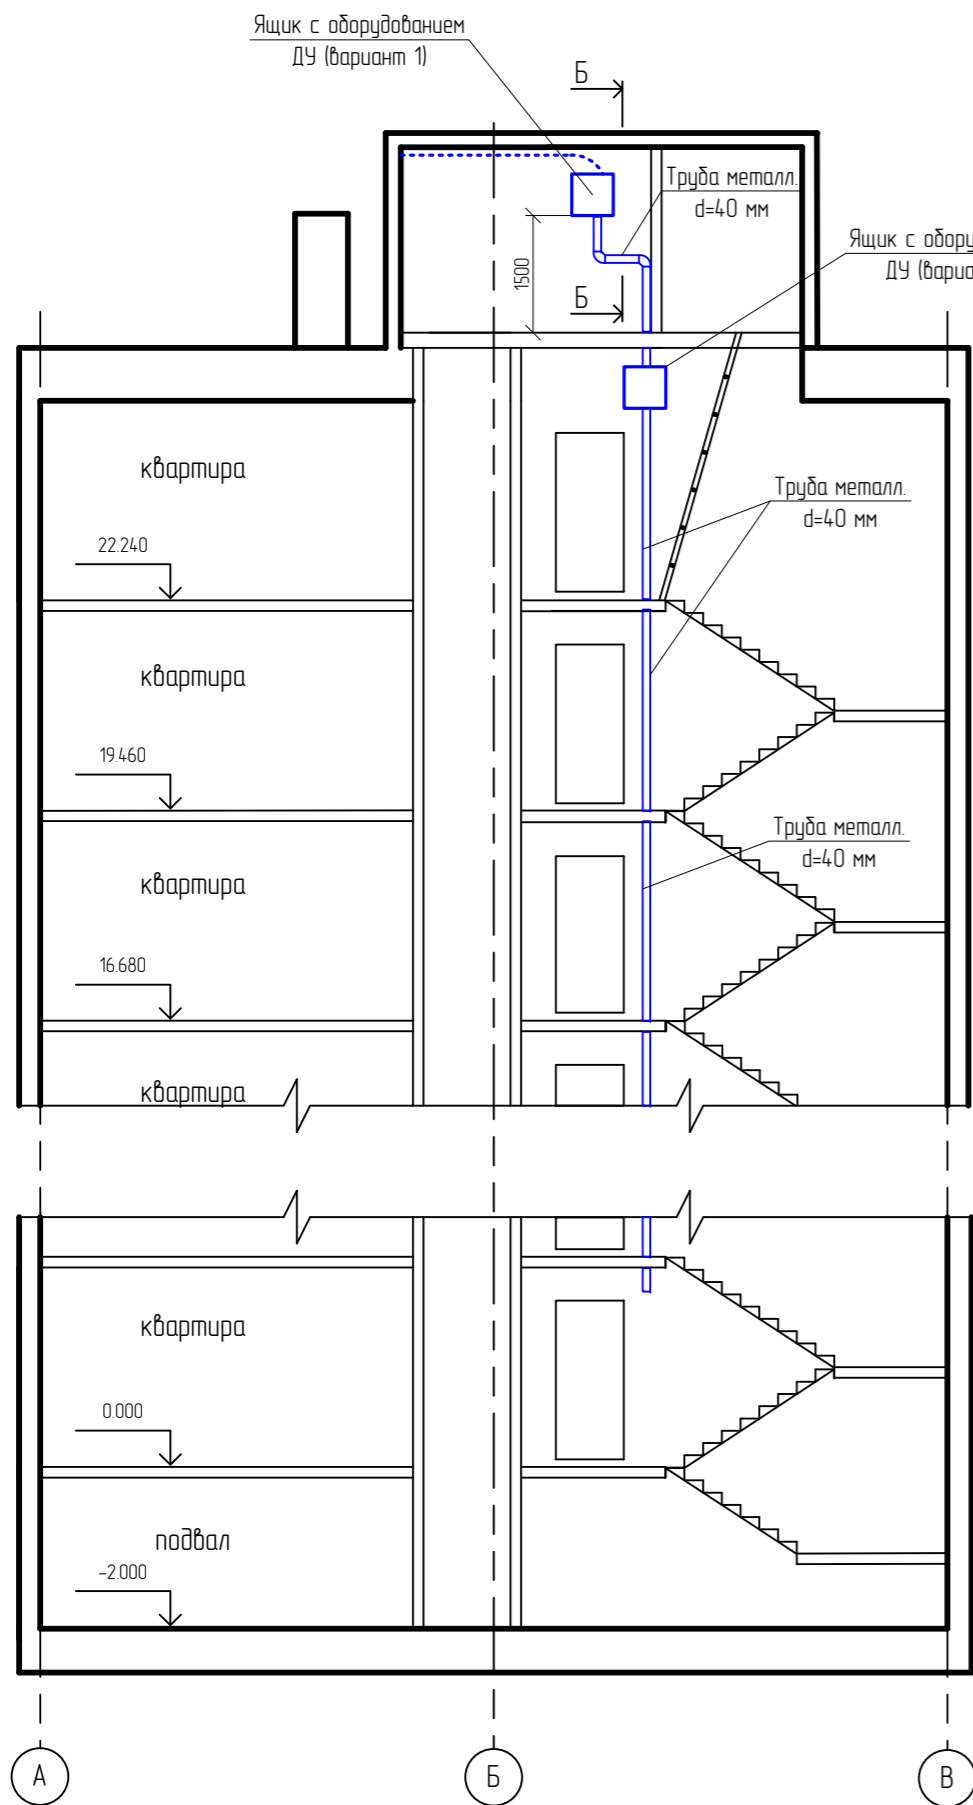 Ящик с оборудованием
ДУ (вариант 1)
Б
Труба металл.
d=40 мм
Ящик с обору
ДУ (вариа
1500
Б
квартира
Труба металл.
d=40 мм
22.240
квартира
19.460
Труба металл.
d=40 мм
квартира
16.680
квартира
квартира
0.000
подвал
-2.000
А
Б
В